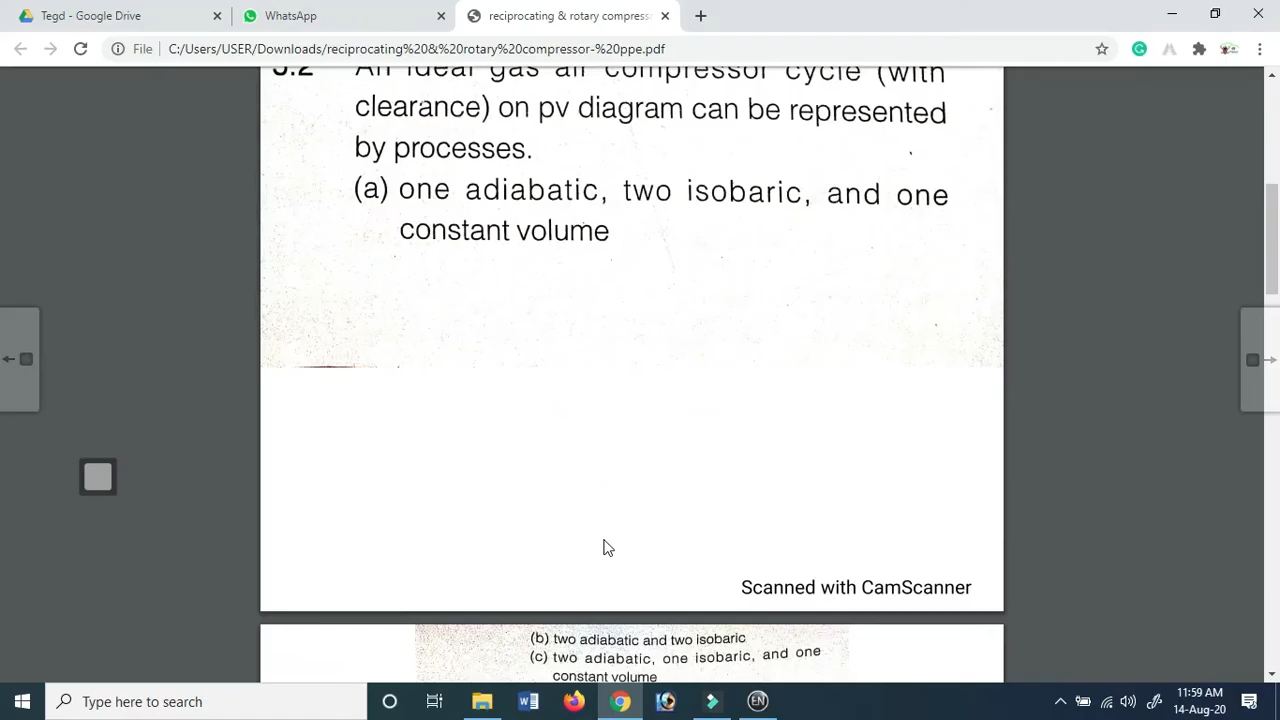 Tegd - Google Drive
WhatsApp
reciprocating & rotary compress
File
C:/Users/USER/Downloads/reciprocating%20&%20rotary%20compressor-%20ppe.pdf
5.2 An ideal gas air compressor cycle (with
clearance) on pv diagram can be represented
by processes.
(a) one adiabatic, two isobaric, and one
constant volume
Scanned with CamScanner
(b) two adiabatic and two isobaric
(c) two adiabatic, one isobaric, and one
constant volume
Type here to search
EN
11:59 AM
14-Aug-20